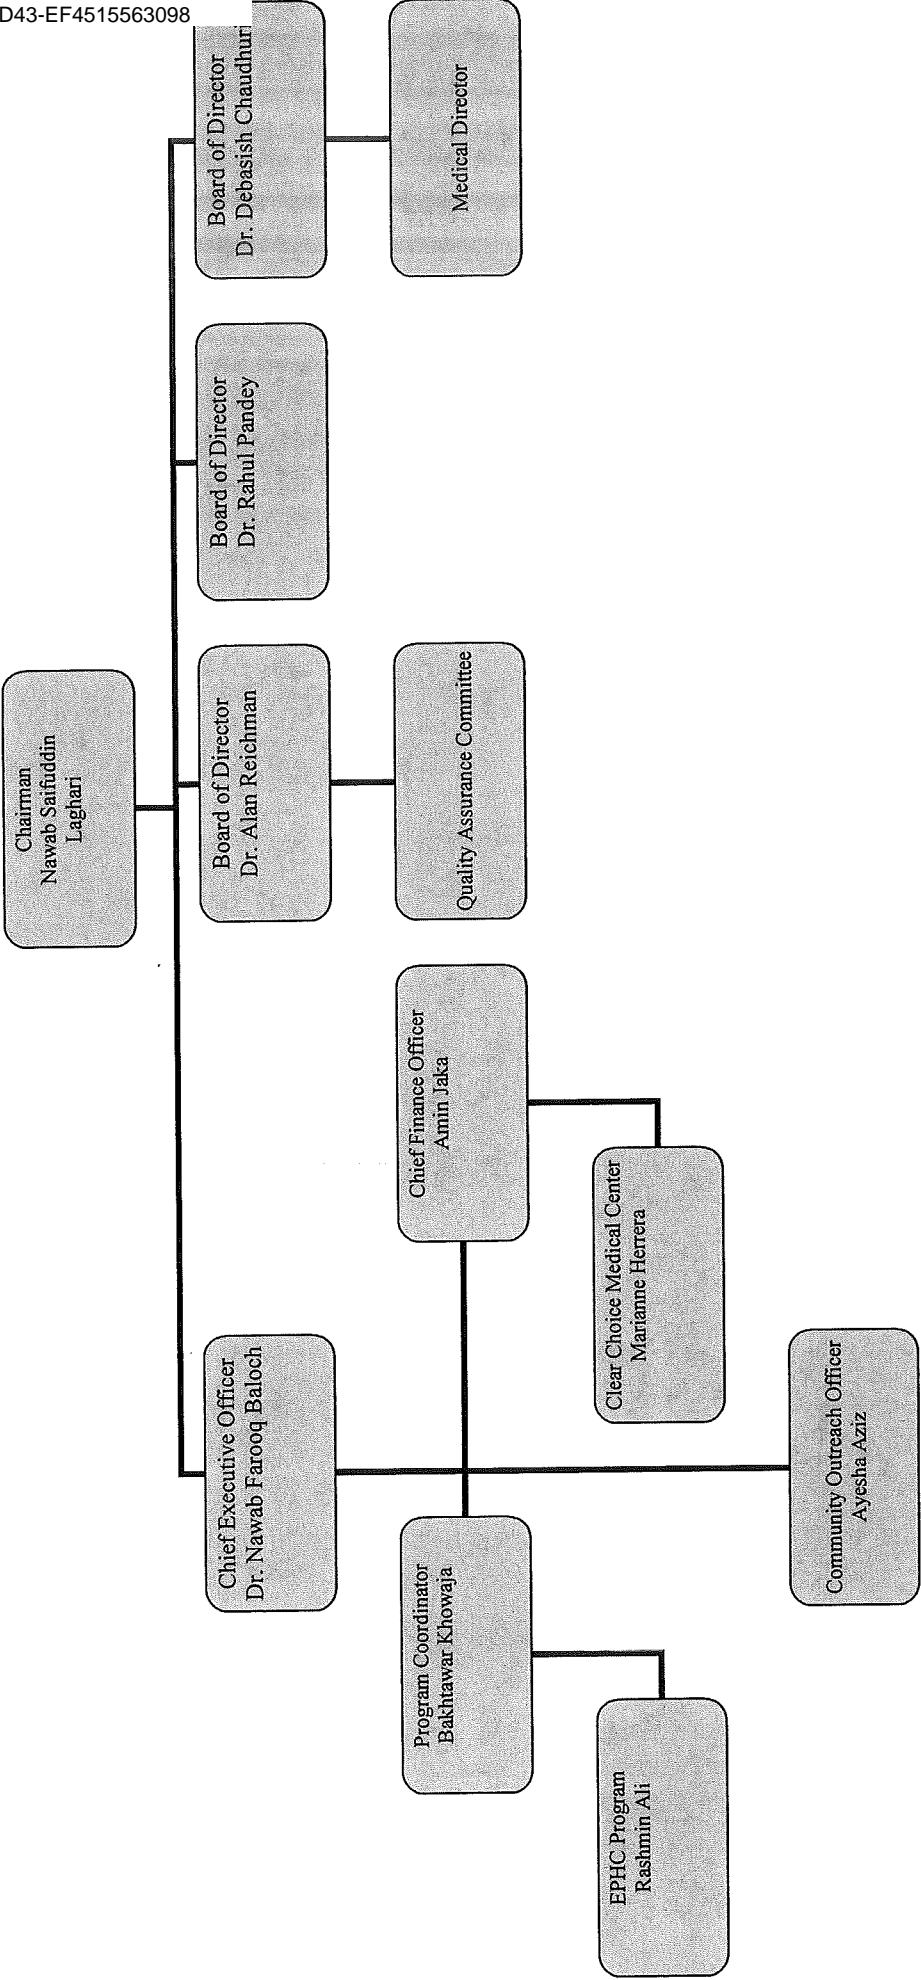 D43-EF4515563098
Chairman
Nawab Saifuddin
Laghari
Chief Executive Officer
Dr. Nawab Farooq Baloch
Board of Director
Dr. Alan Reichman
Board of Director
Dr. Rahul Pandey
Board of Director
Dr. Debasish Chaudhuri
Program Coordinator
Bakhtawar Khowaja
Chief Finance Officer
Amin Jaka
Quality Assurance Committee
Medical Director
EPHC Program
Rashmin Ali
Clear Choice Medical Center
Marianne Herrera
Community Outreach Officer
Ayesha Aziz